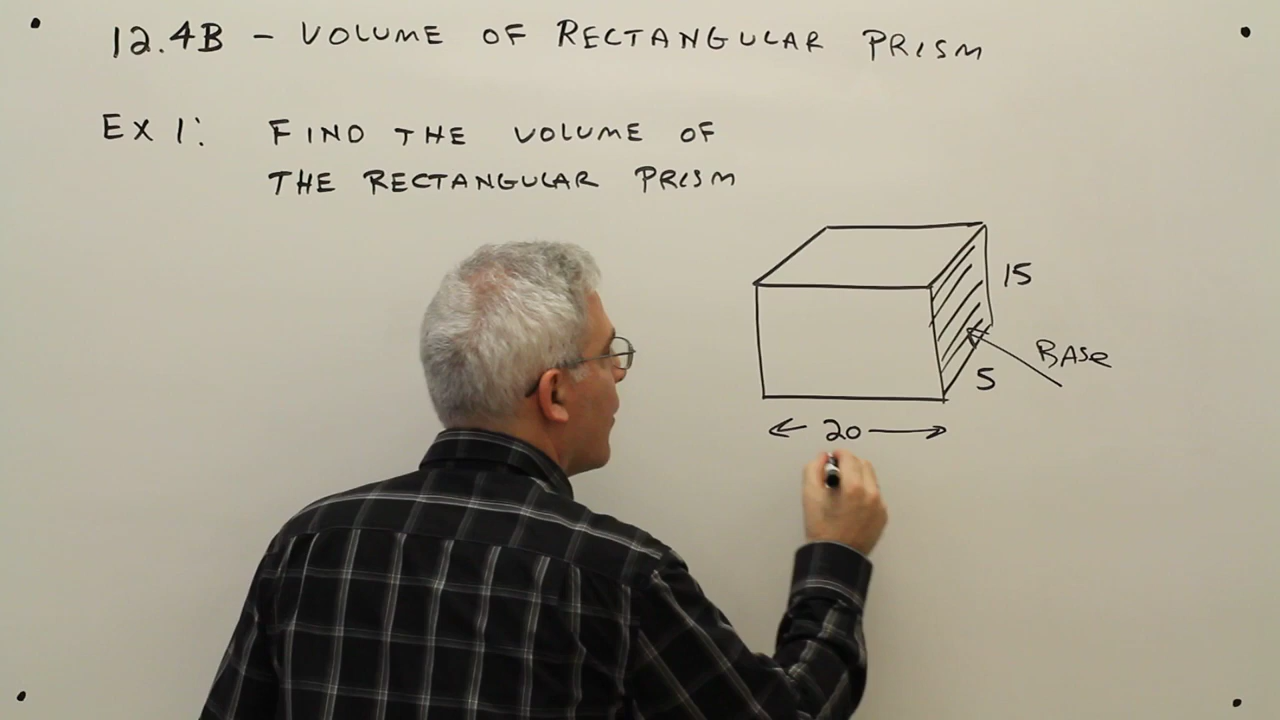 12.4B - VOLUME OF RECTANGULAR PRISM
EX 1: FIND THE VOLUME OF
THE RECTANGULAR PRISM
15
BASE
5
20